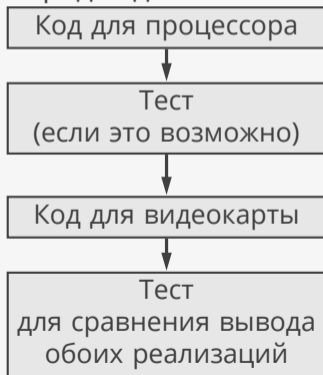 Код для процессора
Тест
(если это возможно)
Код для видеокарты
Тест
для сравнения вывода
обоих реализаций